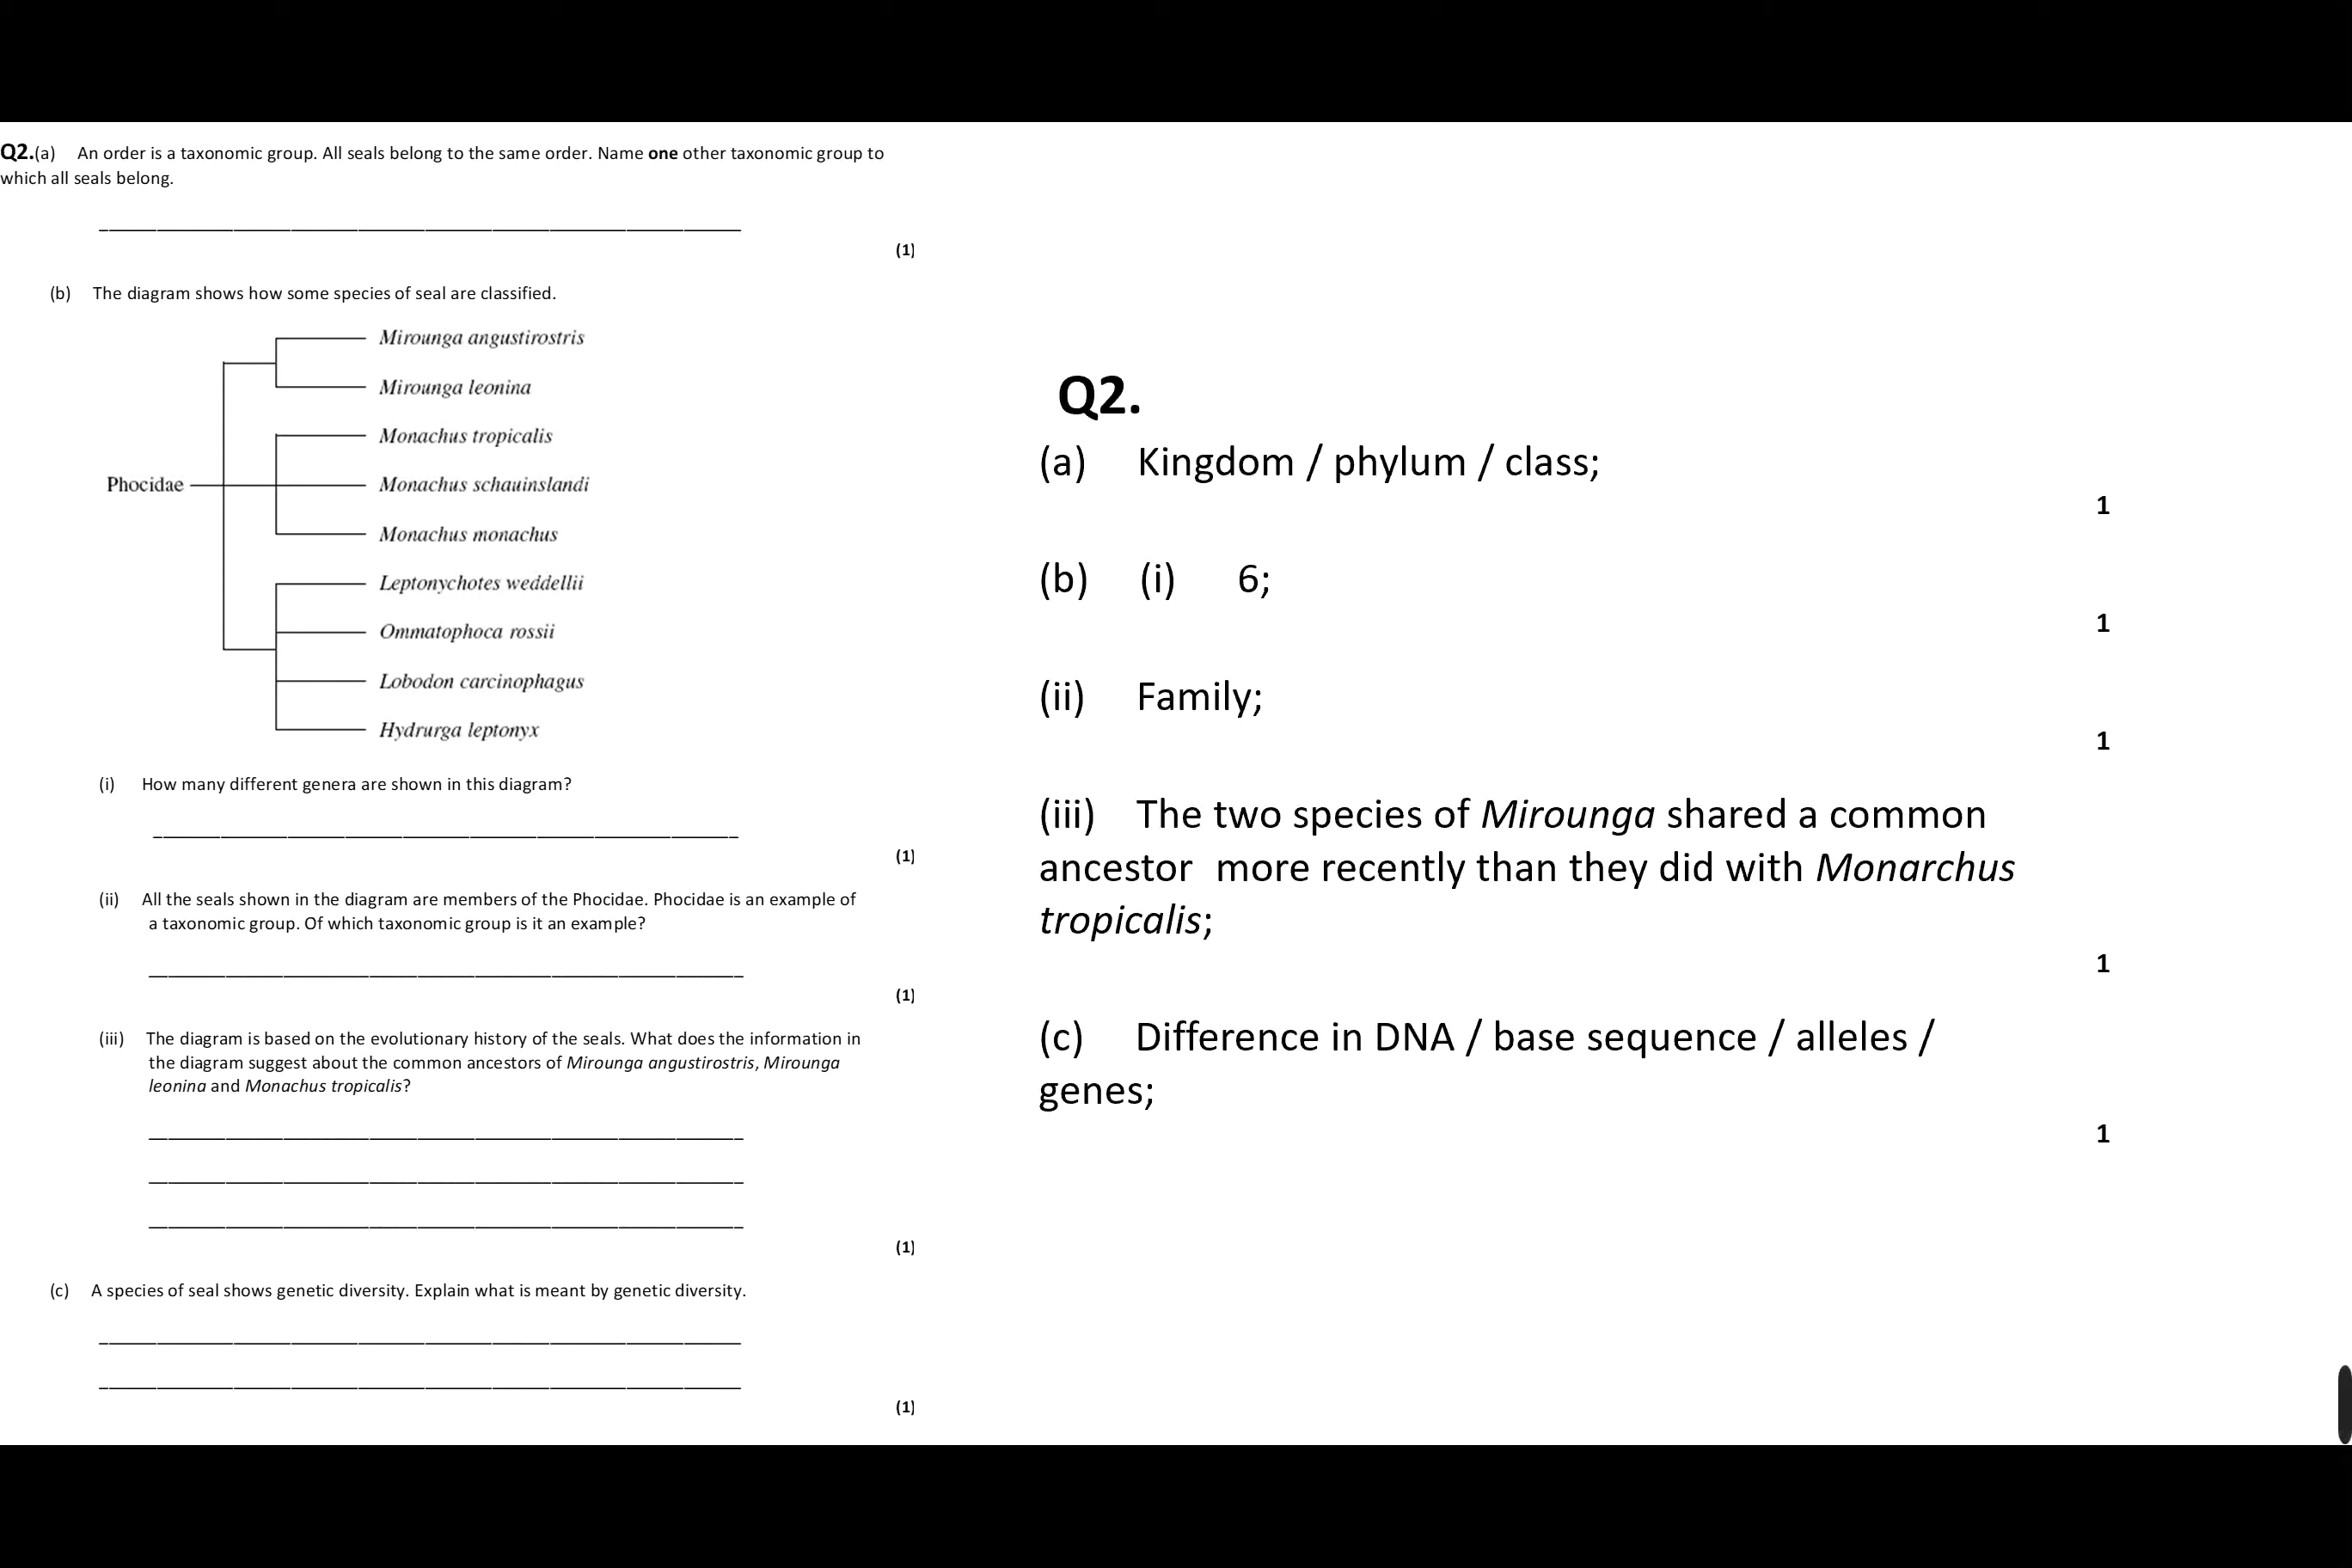 Q2.(a) An order is a taxonomic group. All seals belong to the same order. Name one other taxonomic group to
which all seals belong.
(1)
(b) The diagram shows how some species of seal are classified.
Mirounga angustirostris
Mirounga leonina
Monachus tropicalis
Phocidae
Monachus schauinslandi
Monachus monachus
Leptonychotes weddellii
Ommatophoca rossii
Lobodon carcinophagus
Hydrurga leptonyx
(i) How many different genera are shown in this diagram?
(1)
(ii) All the seals shown in the diagram are members of the Phocidae. Phocidae is an example of
a taxonomic group. Of which taxonomic group is it an example?
(1)
(iii) The diagram is based on the evolutionary history of the seals. What does the information in
the diagram suggest about the common ancestors of Mirounga angustirostris, Mirounga
leonina and Monachus tropicalis?
(1)
(c) A species of seal shows genetic diversity. Explain what is meant by genetic diversity.
(1)
Q2.
(a) Kingdom / phylum / class;
1
(b) (i) 6;
1
(ii) Family;
1
(iii) The two species of Mirounga shared a common
ancestor more recently than they did with Monarchus
tropicalis;
1
(c) Difference in DNA / base sequence / alleles /
genes;
1